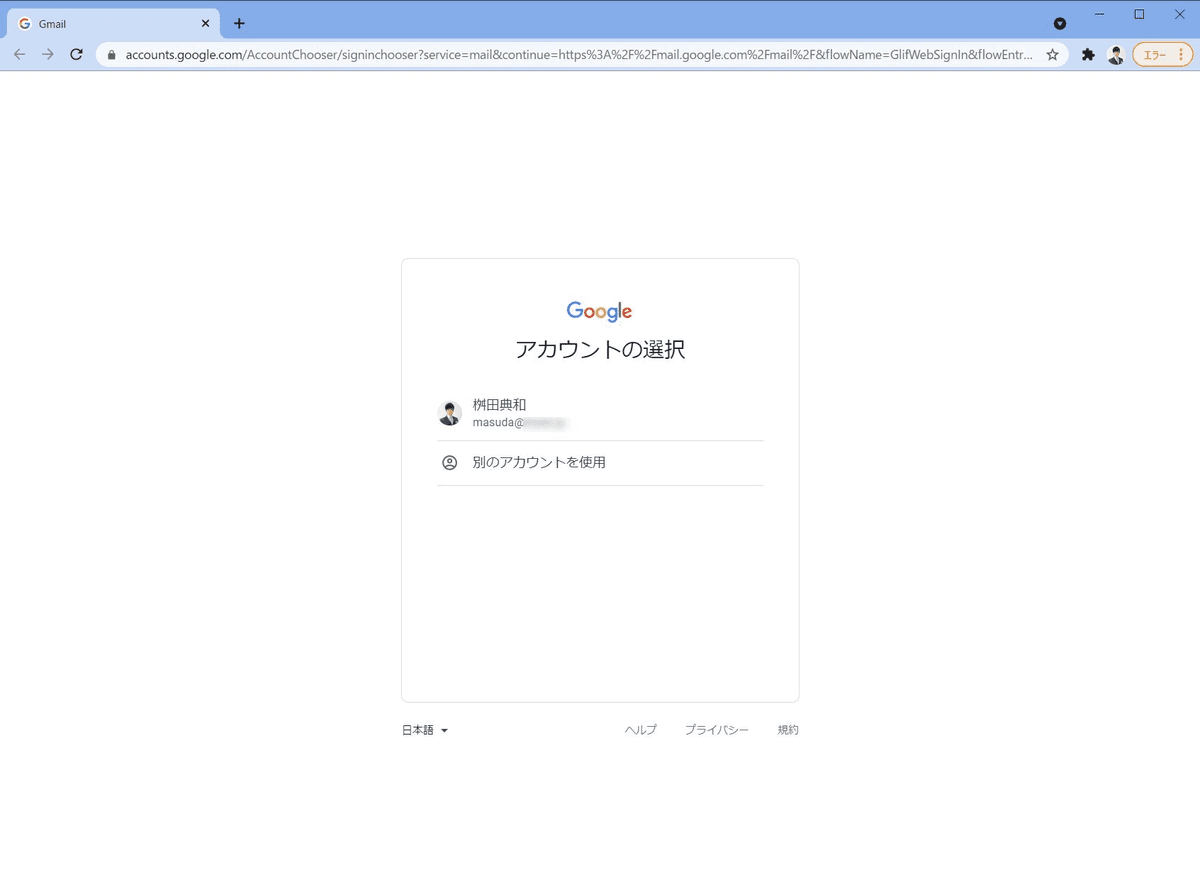 Gmail
accounts.google.com/AccountChooser/signinchooser?service=mail&continue=https%3A%2F%2Fmail.google.com%2Fmail%2F&flowName=GlifWebSignIn&flowEntr...
エラー
Google
アカウントの選択
桝田典和
masuda@
別のアカウントを使用
日本語
ヘルプ プライバシー 規約